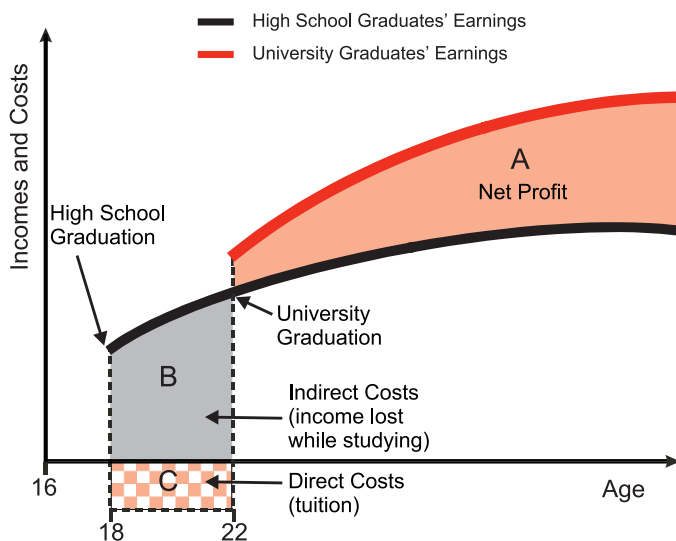 High School Graduates' Earnings
University Graduates' Earnings
Incomes and Costs
A
Net Profit
High School
Graduation
University
Graduation
B
Indirect Costs
(income lost
while studying)
C
Direct Costs
(tuition)
16
Age
18
22